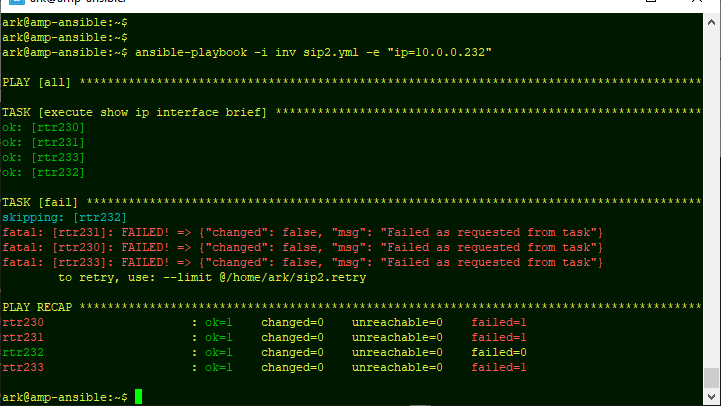 ark@amp-ansible:~$
ark@amp-ansible:~$
ark@amp-ansible:~$ ansible-playbook -i inv sip2.yml -e "ip=10.0.0.232"
PLAY [all] **********************************************************************************************
TASK [execute show ip interface brief] ******************************************************************
ok: [rtr230]
ok: [rtr231]
ok: [rtr233]
ok: [rtr232]
TASK [fail] *********************************************************************************************
skipping: [rtr232]
fatal: [rtr231]: FAILED! => {"changed": false, "msg": "Failed as requested from task"}
fatal: [rtr230]: FAILED! => {"changed": false, "msg": "Failed as requested from task"}
fatal: [rtr233]: FAILED! => {"changed": false, "msg": "Failed as requested from task"}
to retry, use: --limit @/home/ark/sip2.retry
PLAY RECAP **********************************************************************************************
rtr230 : ok=1 changed=0 unreachable=0 failed=1
rtr231 : ok=1 changed=0 unreachable=0 failed=1
rtr232 : ok=1 changed=0 unreachable=0 failed=0
rtr233 : ok=1 changed=0 unreachable=0 failed=1
ark@amp-ansible:~$